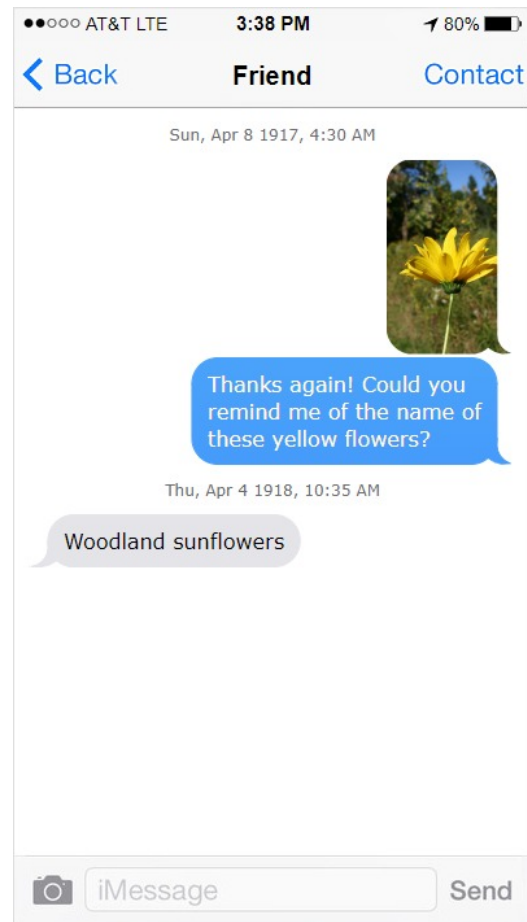 AT&T LTE 3:38 PM 80%
Back Friend Contact
Sun, Apr 8 1917, 4:30 AM
Thanks again! Could you
remind me of the name of
these yellow flowers?
Thu, Apr 4 1918, 10:35 AM
Woodland sunflowers
iMessage Send